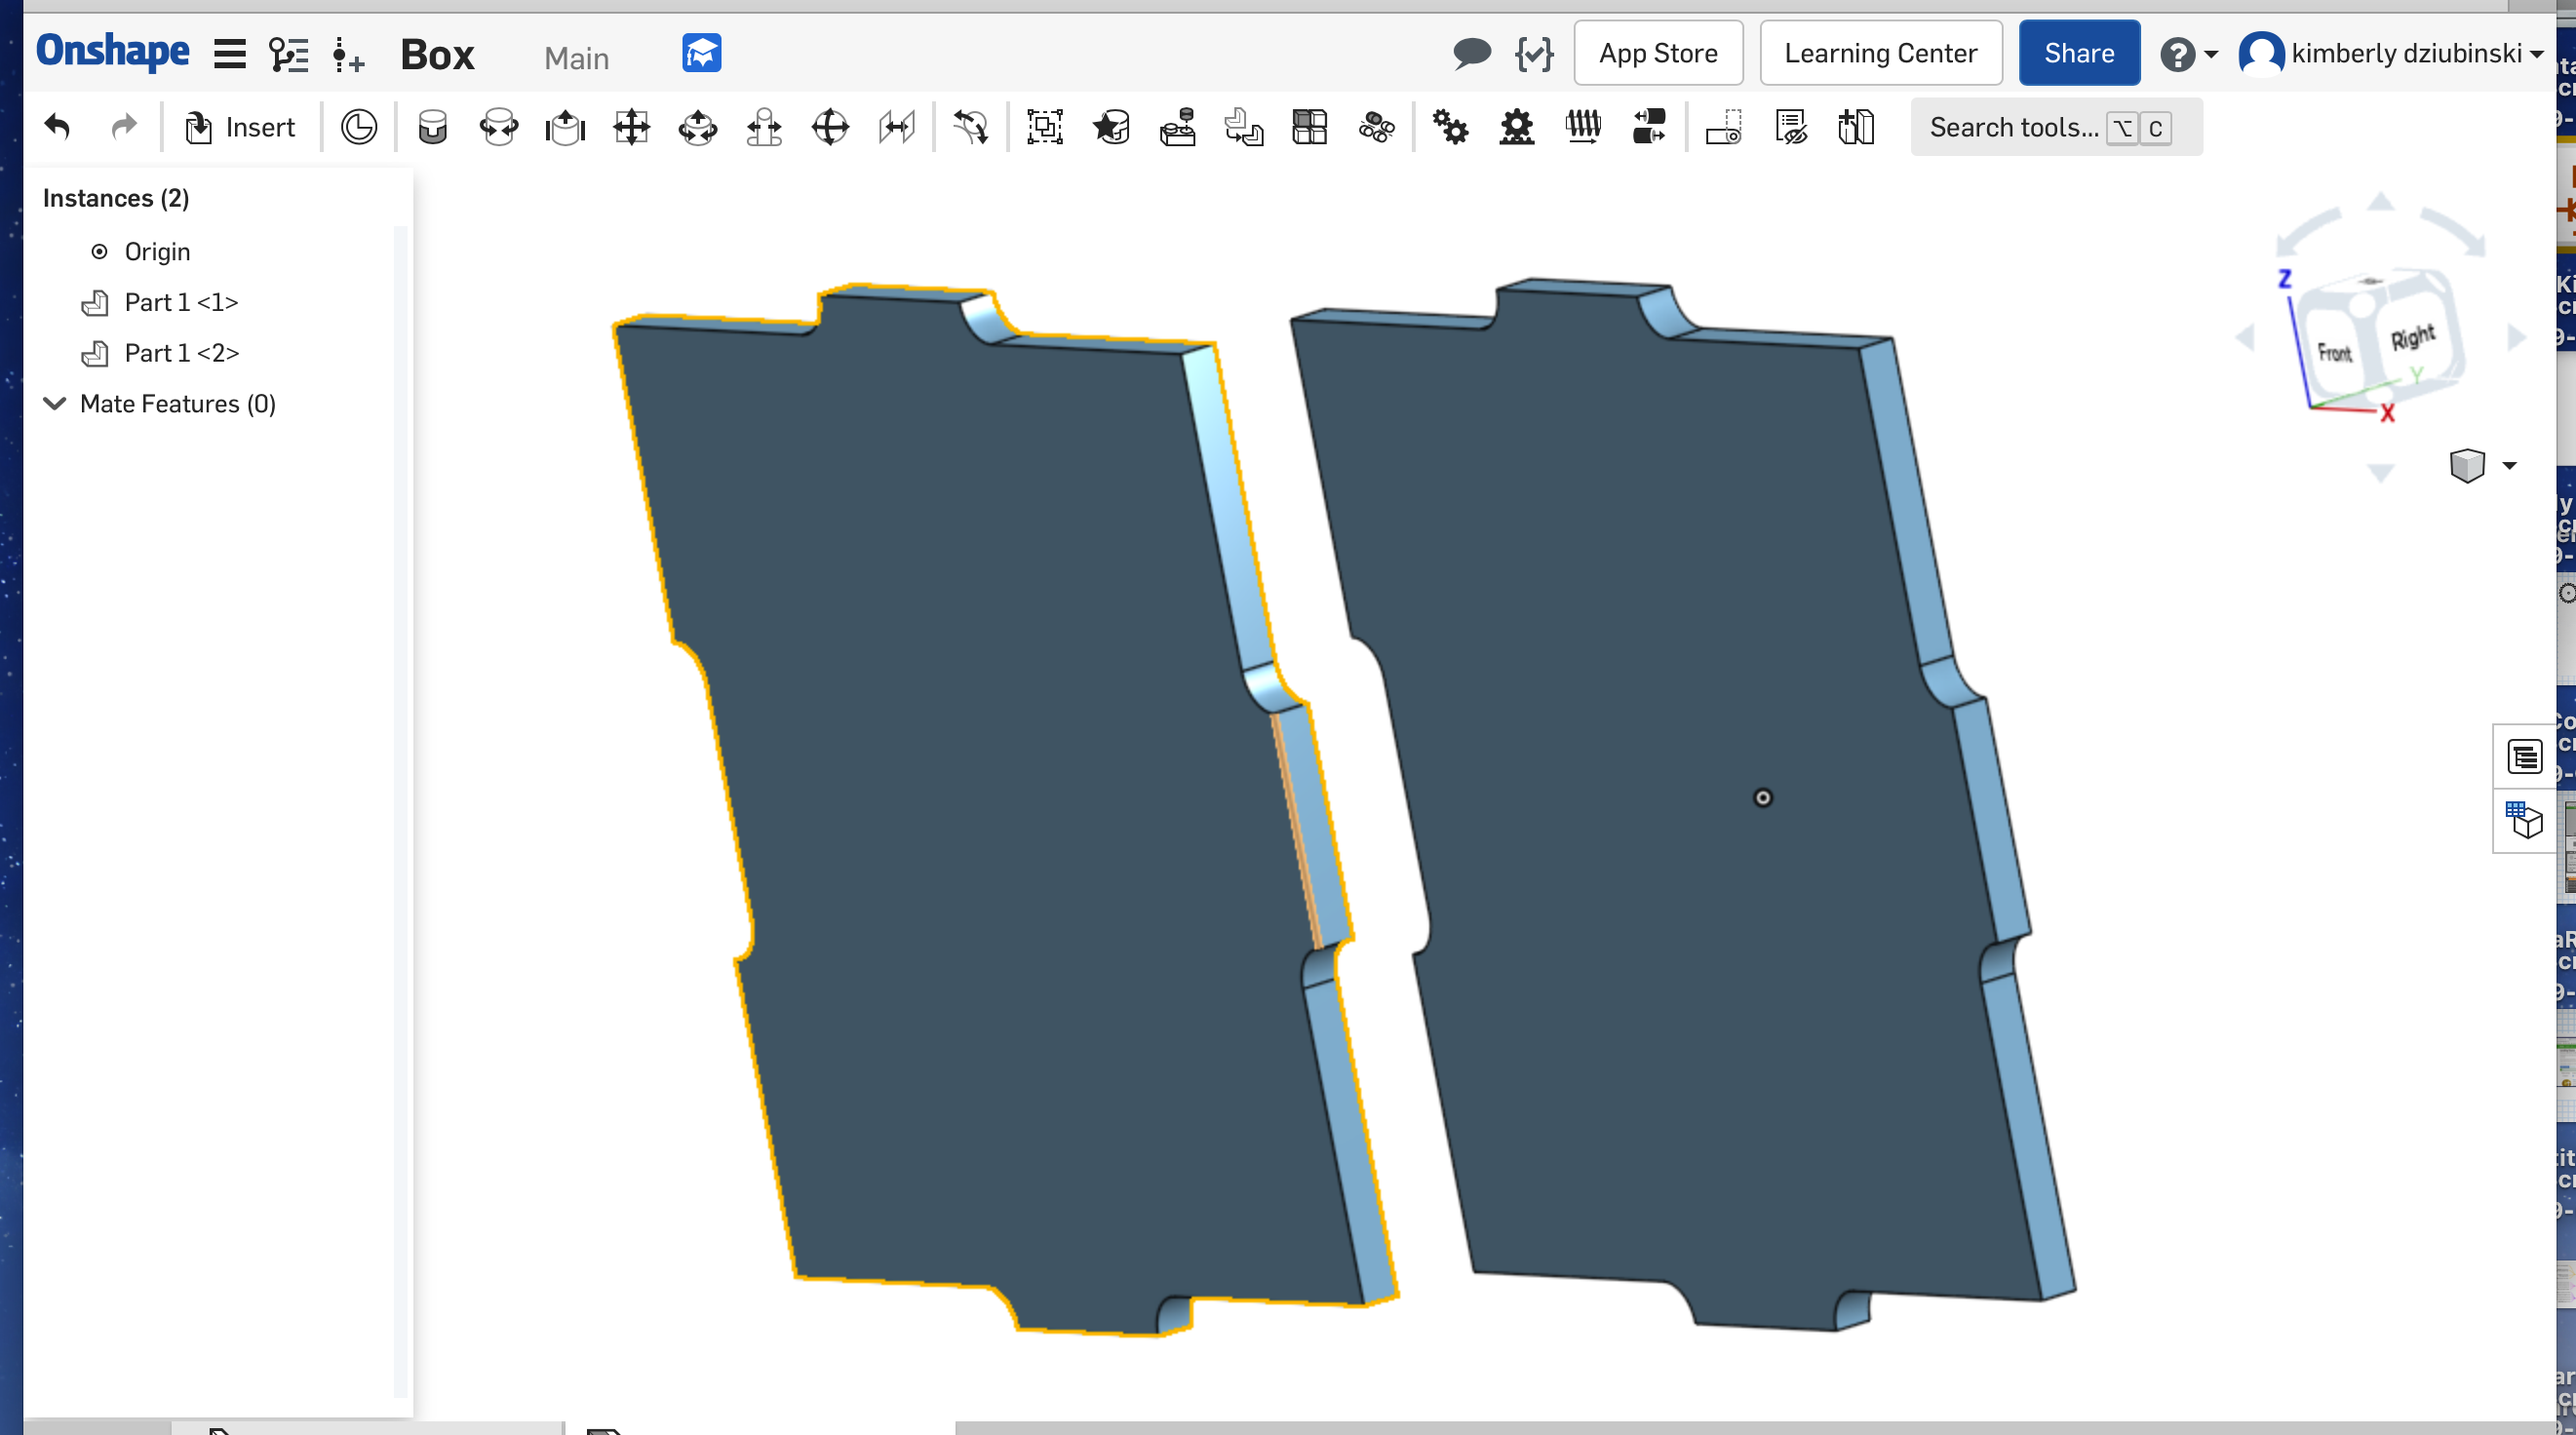 Onshape Box Main App Store Learning Center Share kimberly dziubinski
Insert Search tools... ⌥ C
Instances (2)
Origin
Part 1 <1>
Part 1 <2>
Mate Features (0)
Z
Front Right
Y
X